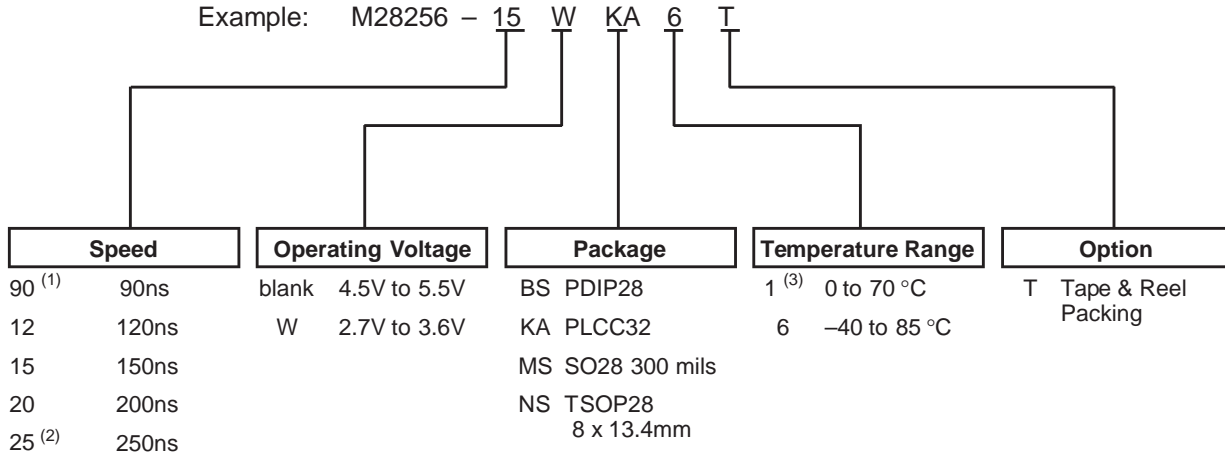 Example: M28256 – 15 W KA 6 T
Speed
90 (1) 90ns
12 120ns
15 150ns
20 200ns
25 (2) 250ns
Operating Voltage
blank 4.5V to 5.5V
W 2.7V to 3.6V
Package
BS PDIP28
KA PLCC32
MS SO28 300 mils
NS TSOP28
8 x 13.4mm
Temperature Range
1 (3) 0 to 70 °C
6 –40 to 85 °C
Option
T Tape & Reel
Packing